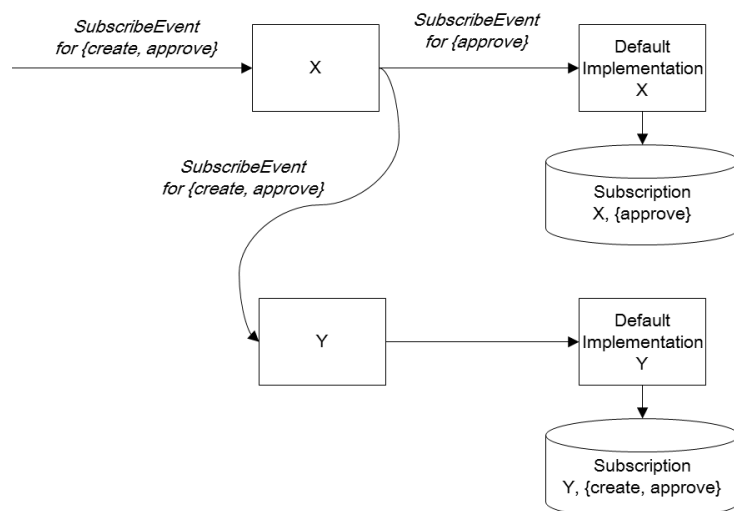 SubscribeEvent
for {create, approve}
SubscribeEvent
for {approve}
X
Default
Implementation
X
SubscribeEvent
for {create, approve}
Subscription
X, {approve}
Y
Default
Implementation
Y
Subscription
Y, {create, approve}